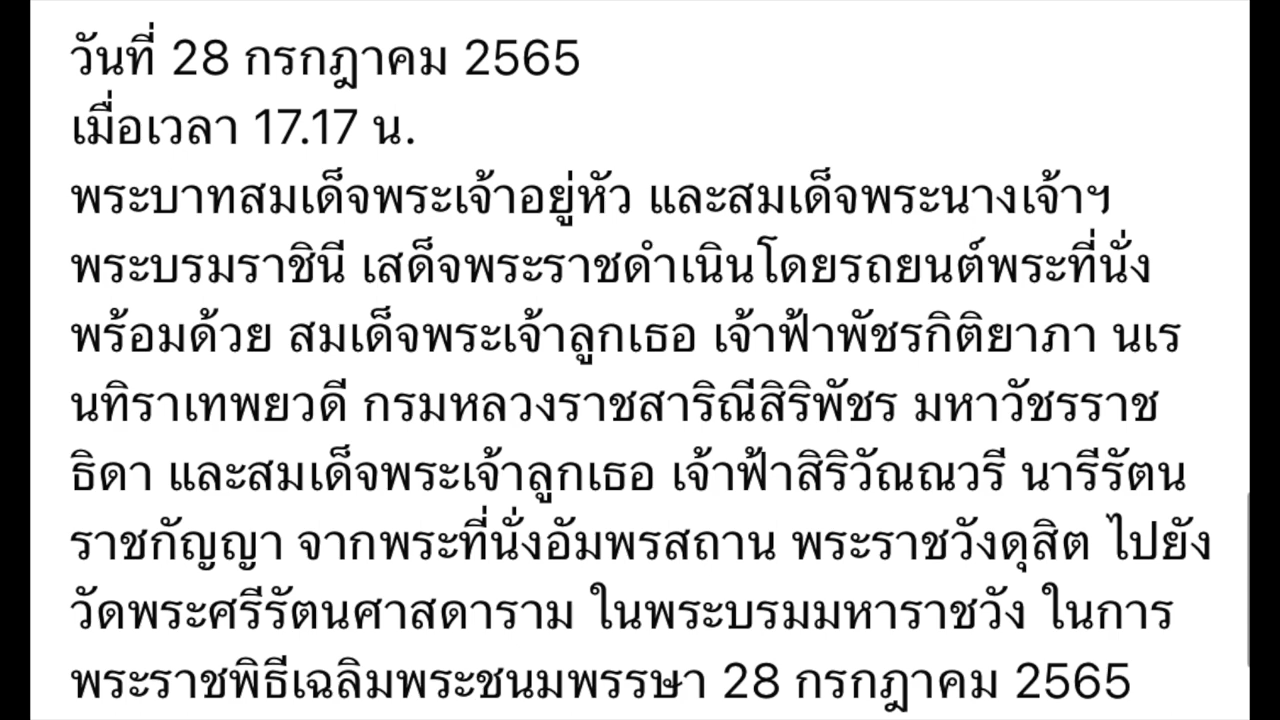 วันที่ 28 กรกฎาคม 2565
เมื่อเวลา 17.17 น.
พระบาทสมเด็จพระเจ้าอยู่หัว และสมเด็จพระนางเจ้าฯ
พระบรมราชินี เสด็จพระราชดำเนินโดยรถยนต์พระที่นั่ง
พร้อมด้วย สมเด็จพระเจ้าลูกเธอ เจ้าฟ้าพัชรกิติยาภา นเร
นทิราเทพยวดี กรมหลวงราชสาริณีสิริพัชร มหาวัชรราช
ธิดา และสมเด็จพระเจ้าลูกเธอ เจ้าฟ้าสิริวัณณวรี นารีรัตน
ราชกัญญา จากพระที่นั่งอัมพรสถาน พระราชวังดุสิต ไปยัง
วัดพระศรีรัตนศาสดาราม ในพระบรมมหาราชวัง ในการ
พระราชพิธีเฉลิมพระชนมพรรษา 28 กรกฎาคม 2565